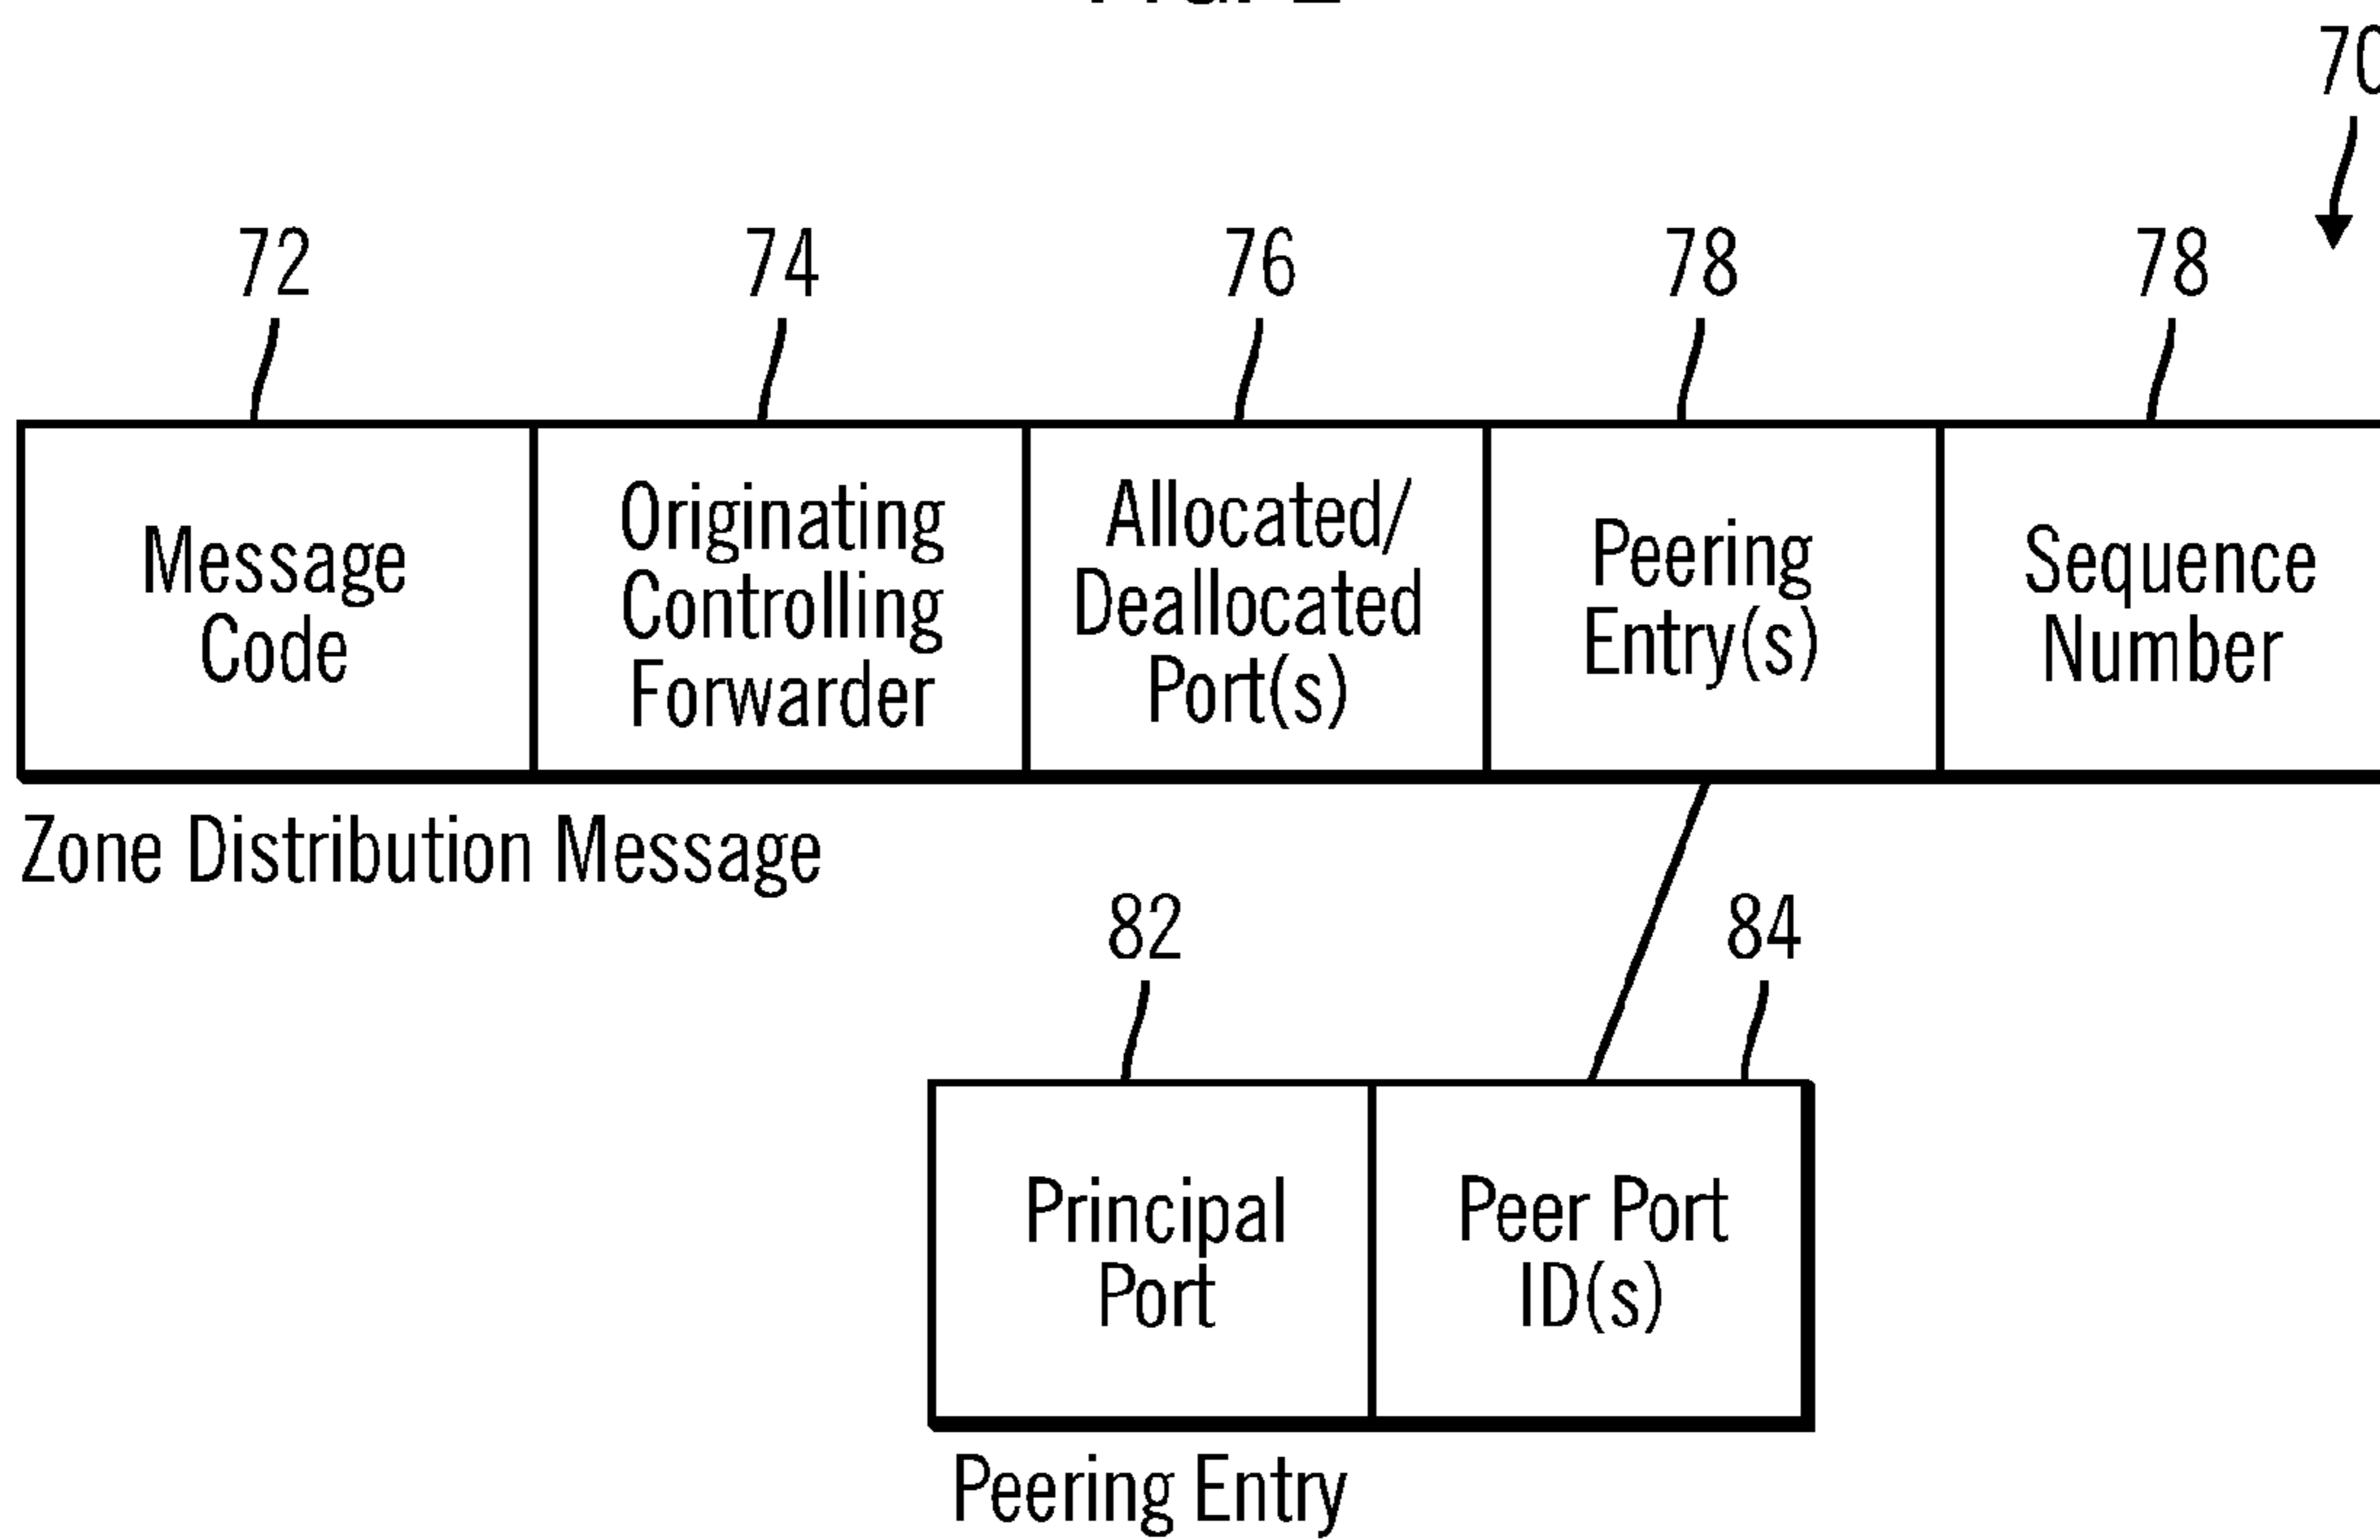 70
72
74
76
78
78
Message
Code
Originating
Controlling
Forwarder
Allocated/
Deallocated
Port(s)
Peering
Entry(s)
Sequence
Number
Zone Distribution Message
82
84
Principal
Port
Peer Port
ID(s)
Peering Entry